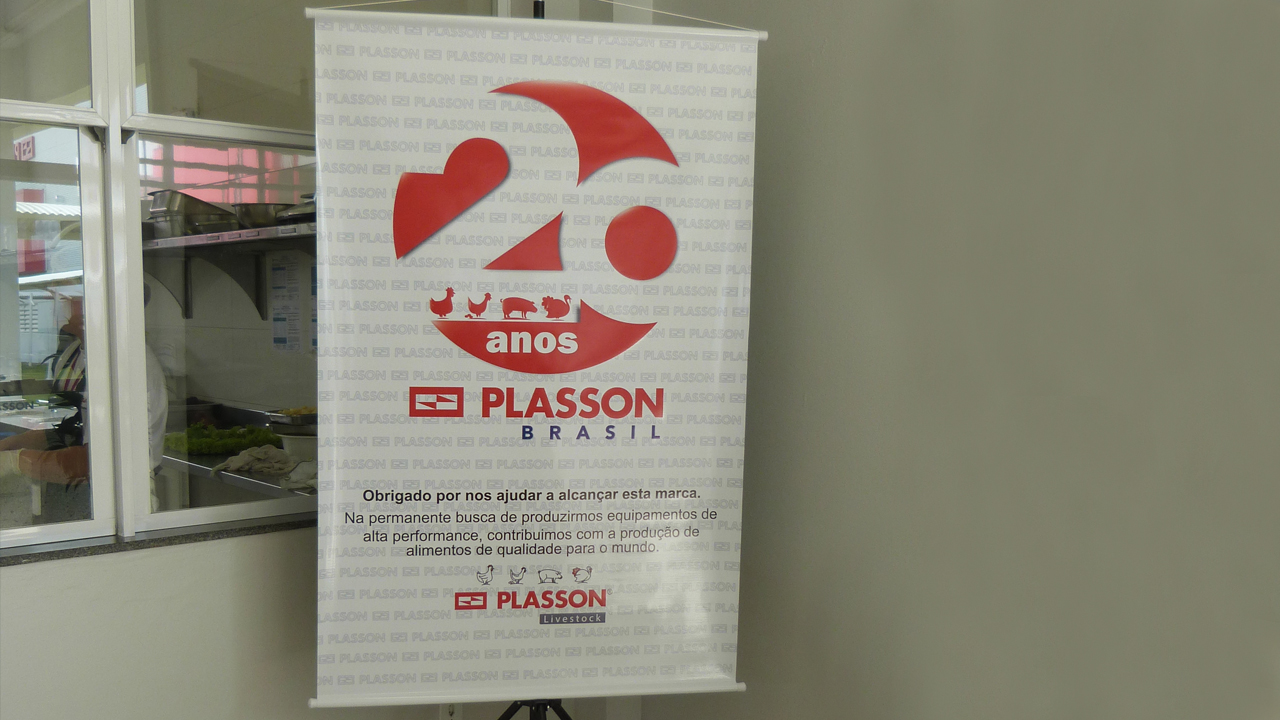 20
anos
PLASSON
BRASIL
Obrigado por nos ajudar a alcançar esta marca.
Na permanente busca de produzirmos equipamentos de
alta performance, contribuímos com a produção de
alimentos de qualidade para o mundo.
PLASSON
Livestock